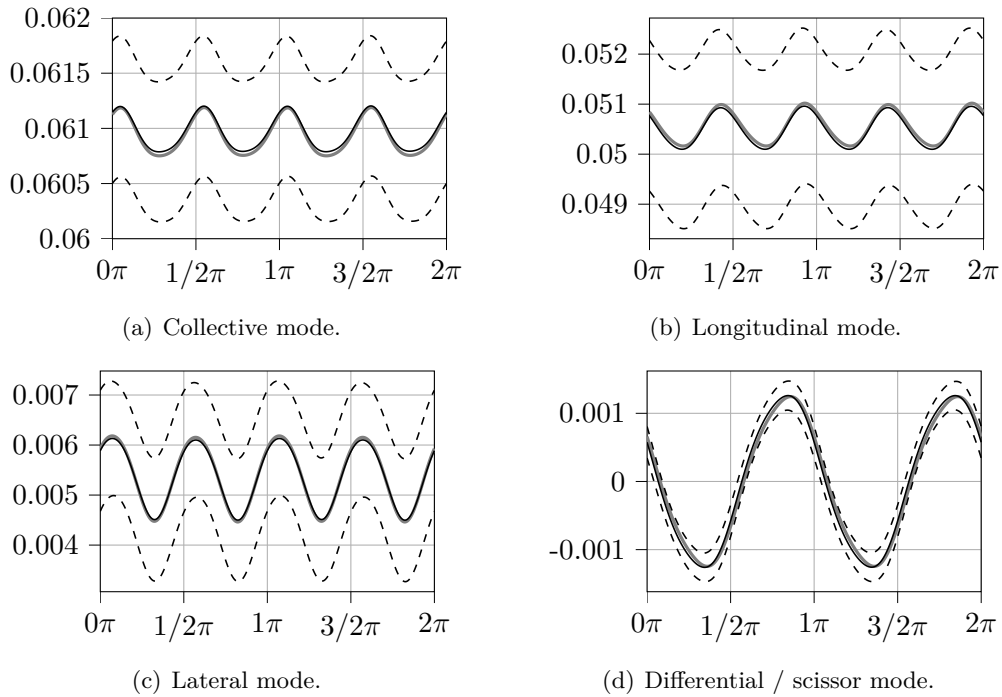 0.062
0.0615
0.061
0.0605
0.06
0π 1/2π 1π 3/2π 2π
(a) Collective mode.
0.052
0.051
0.05
0.049
0π 1/2π 1π 3/2π 2π
(b) Longitudinal mode.
0.007
0.006
0.005
0.004
0π 1/2π 1π 3/2π 2π
(c) Lateral mode.
0.001
0
-0.001
0π 1/2π 1π 3/2π 2π
(d) Differential / scissor mode.